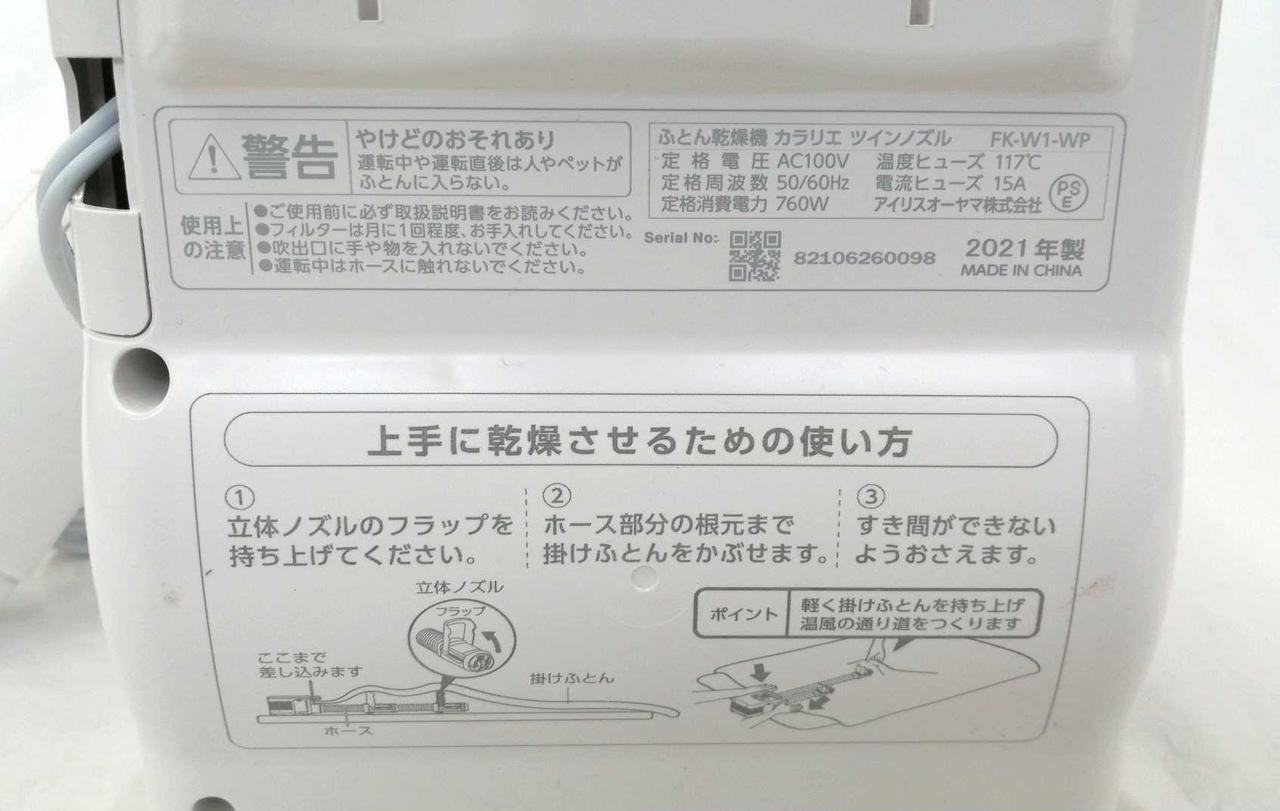 警告
やけどのおそれあり
運転中や運転直後は人やペットが
ふとんに入らない。
使用上
の注意
●ご使用前に必ず取扱説明書をお読みください。
●フィルターは月に1回程度、お手入れしてください。
●吹出口に手や物を入れないでください。
●運転中はホースに触れないでください。
ふとん乾燥機 カラリエ ツインノズル FK-W1-WP
定格電圧 AC100V 温度ヒューズ 117℃
定格周波数 50/60Hz 電流ヒューズ 15A
定格消費電力 760W アイリスオーヤマ株式会社
PS
E
Serial No: 82106260098
2021年製
MADE IN CHINA
上手に乾燥させるための使い方
①
立体ノズルのフラップを
持ち上げてください。
立体ノズル
フラップ
ここまで
差し込みます
掛けふとん
ホース
②
ホース部分の根元まで
掛けふとんをかぶせます。
③
すき間ができない
ようおさえます。
ポイント
軽く掛けふとんを持ち上げ
温風の通り道をつくります